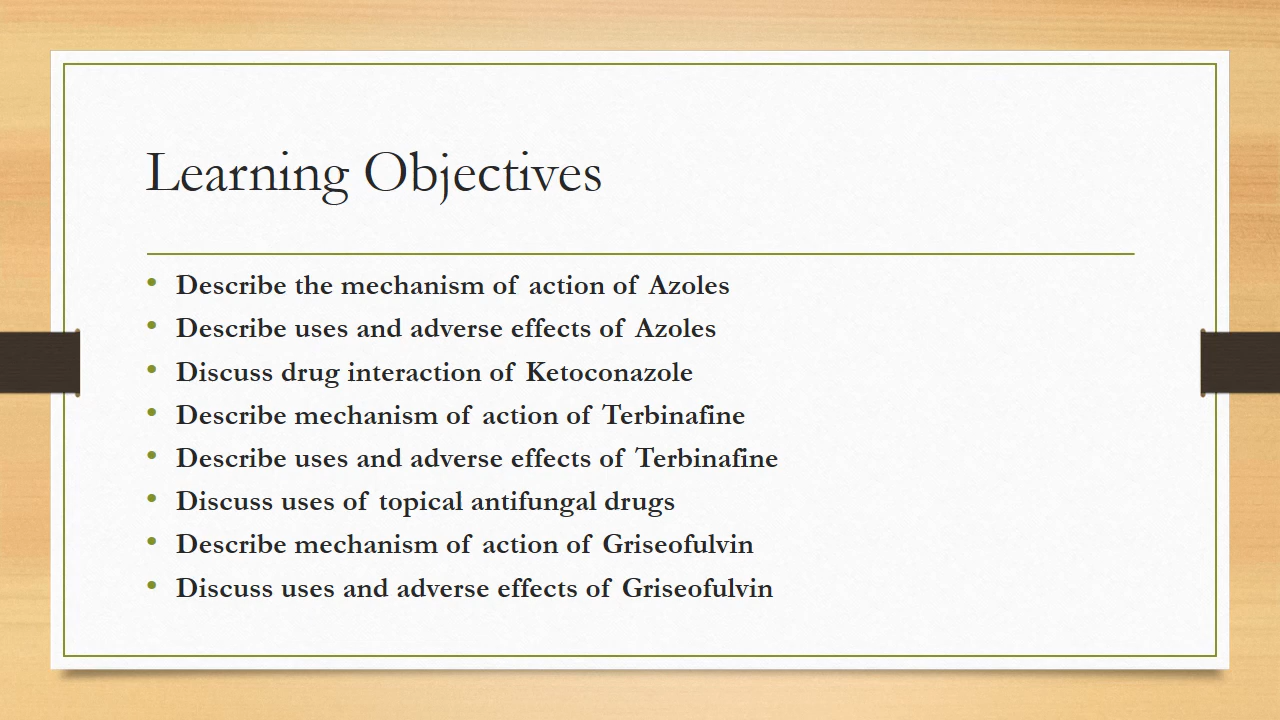 Learning Objectives
• Describe the mechanism of action of Azoles
• Describe uses and adverse effects of Azoles
• Discuss drug interaction of Ketoconazole
• Describe mechanism of action of Terbinafine
• Describe uses and adverse effects of Terbinafine
• Discuss uses of topical antifungal drugs
• Describe mechanism of action of Griseofulvin
• Discuss uses and adverse effects of Griseofulvin